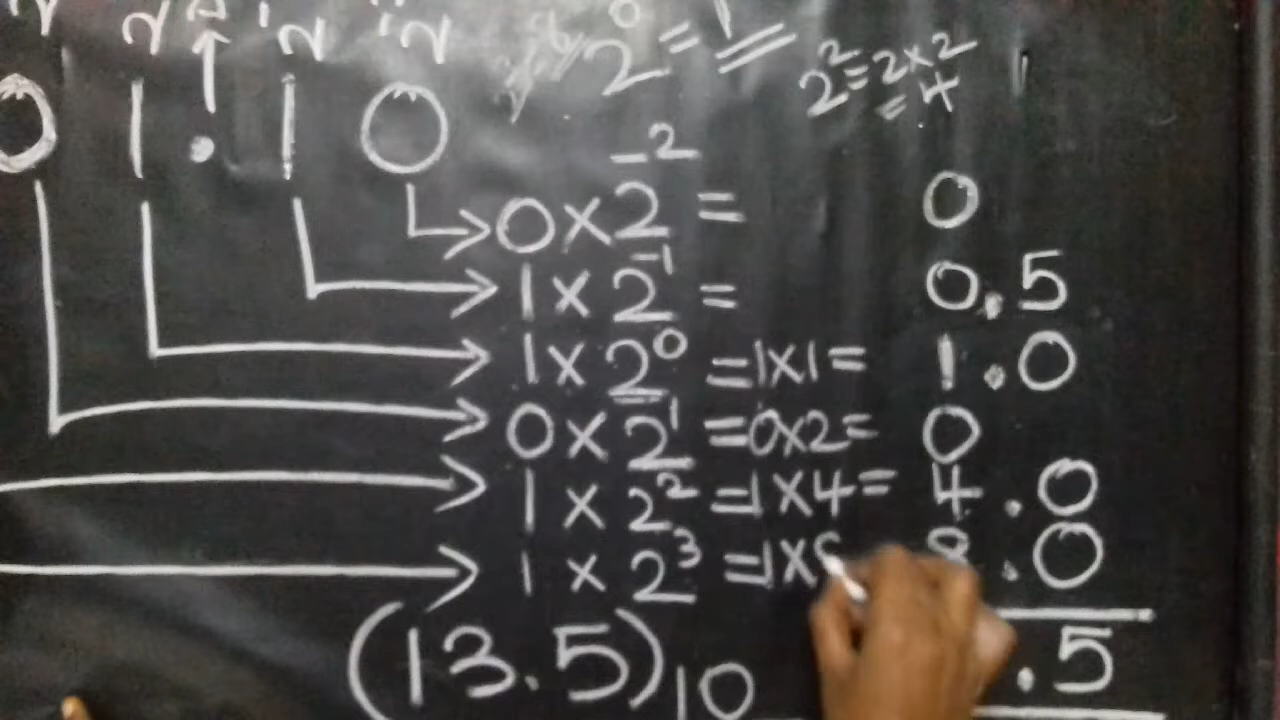 2⁰ = 1
2² = 2 × 2
= 4
0 1 . 1 0
0 × 2⁻² = 0
1 × 2⁻¹ = 0.5
1 × 2⁰ = 1 × 1 = 1.0
0 × 2¹ = 0 × 2 = 0
1 × 2² = 1 × 4 = 4.0
1 × 2³ = 1 × 8.0
(13.5)₁₀ .5